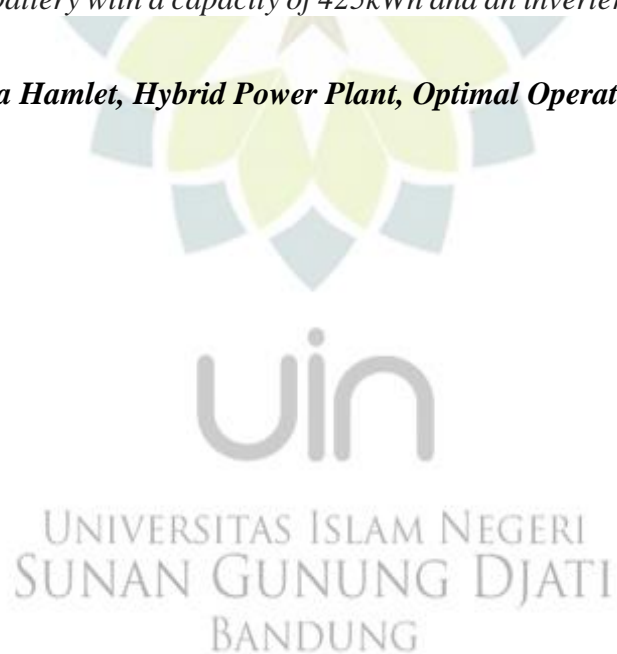 battery with a capacity of 425kWh and an inverter
a Hamlet, Hybrid Power Plant, Optimal Operat
uin
UNIVERSITAS ISLAM NEGERI
SUNAN GUNUNG DJATI
BANDUNG